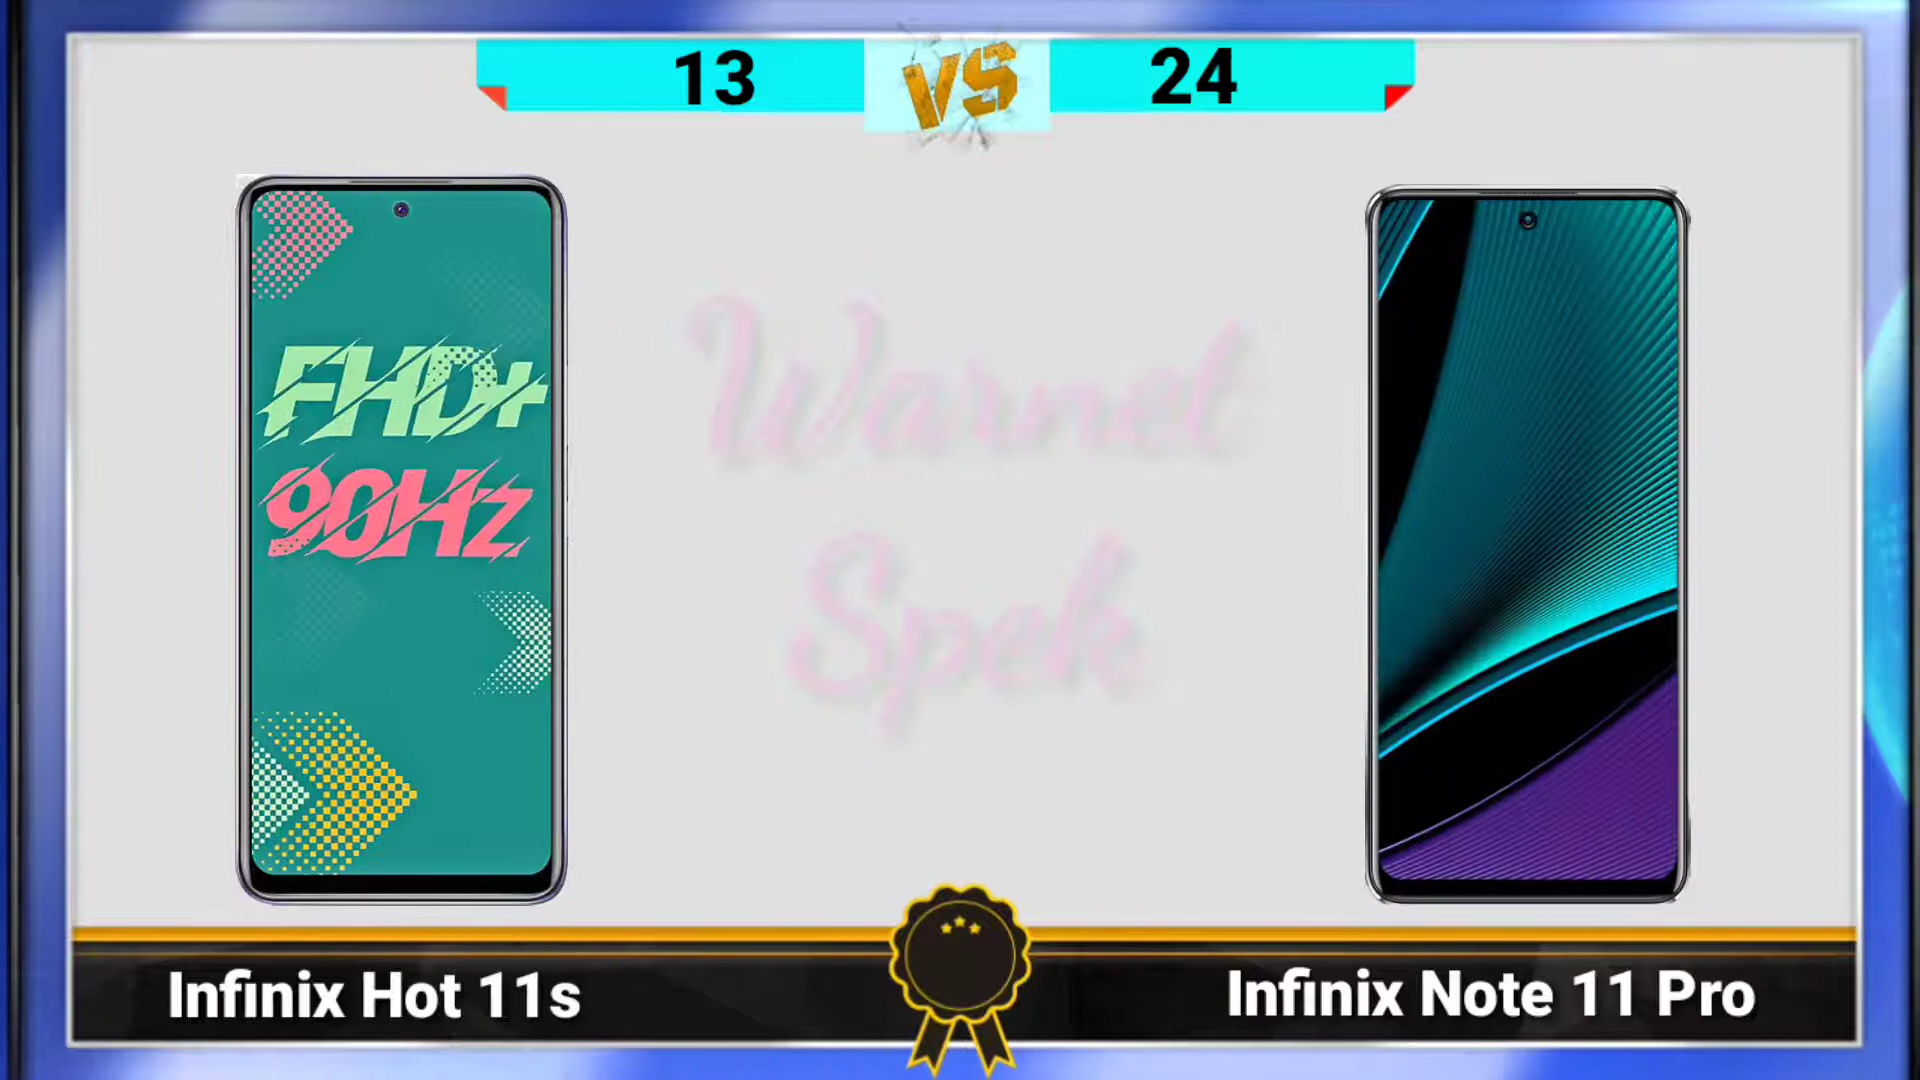 13 VS 24
FHD+
90Hz
Warnet
Spek
Infinix Hot 11s
Infinix Note 11 Pro